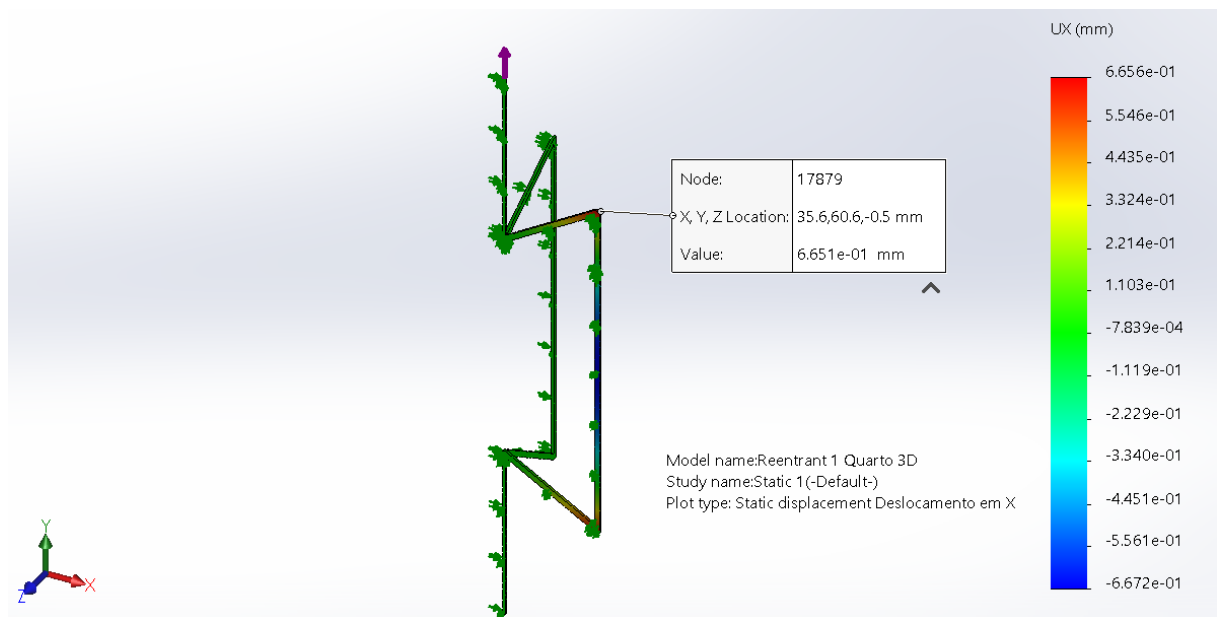 UX (mm)
6.656e-01
5.546e-01
4.435e-01
3.324e-01
2.214e-01
1.103e-01
-7.839e-04
-1.119e-01
-2.229e-01
-3.340e-01
-4.451e-01
-5.561e-01
-6.672e-01
Node: 17879
X, Y, Z Location: 35.6,60.6,-0.5 mm
Value: 6.651e-01 mm
Model name:Reentrant 1 Quarto 3D
Study name:Static 1(-Default-)
Plot type: Static displacement Deslocamento em X
Y
X
Z